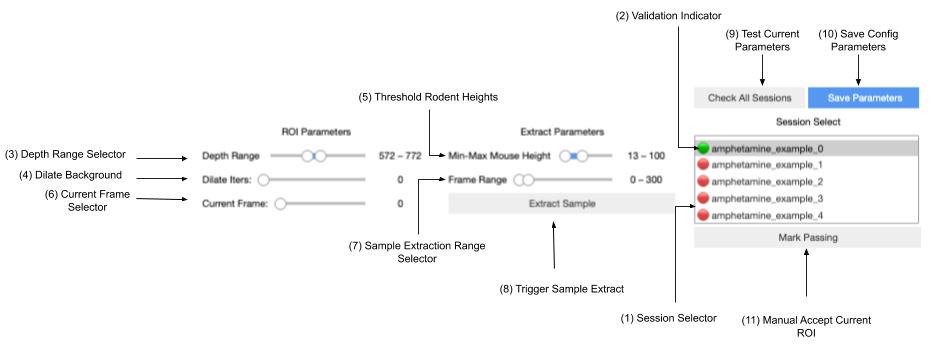 (2) Validation Indicator
(9) Test Current
Parameters
(10) Save Config
Parameters
(5) Threshold Rodent Heights
Check All Sessions
Save Parameters
Session Select
ROI Parameters
Extract Parameters
(3) Depth Range Selector
Depth Range
572 – 772
Min-Max Mouse Height
13 – 100
amphetamine_example_0
amphetamine_example_1
(4) Dilate Background
Dilate Iters:
0
Frame Range
0 – 300
amphetamine_example_2
(6) Current Frame
Selector
Current Frame:
0
Extract Sample
amphetamine_example_3
amphetamine_example_4
Mark Passing
(7) Sample Extraction Range
Selector
(8) Trigger Sample Extract
(1) Session Selector
(11) Manual Accept Current
ROI